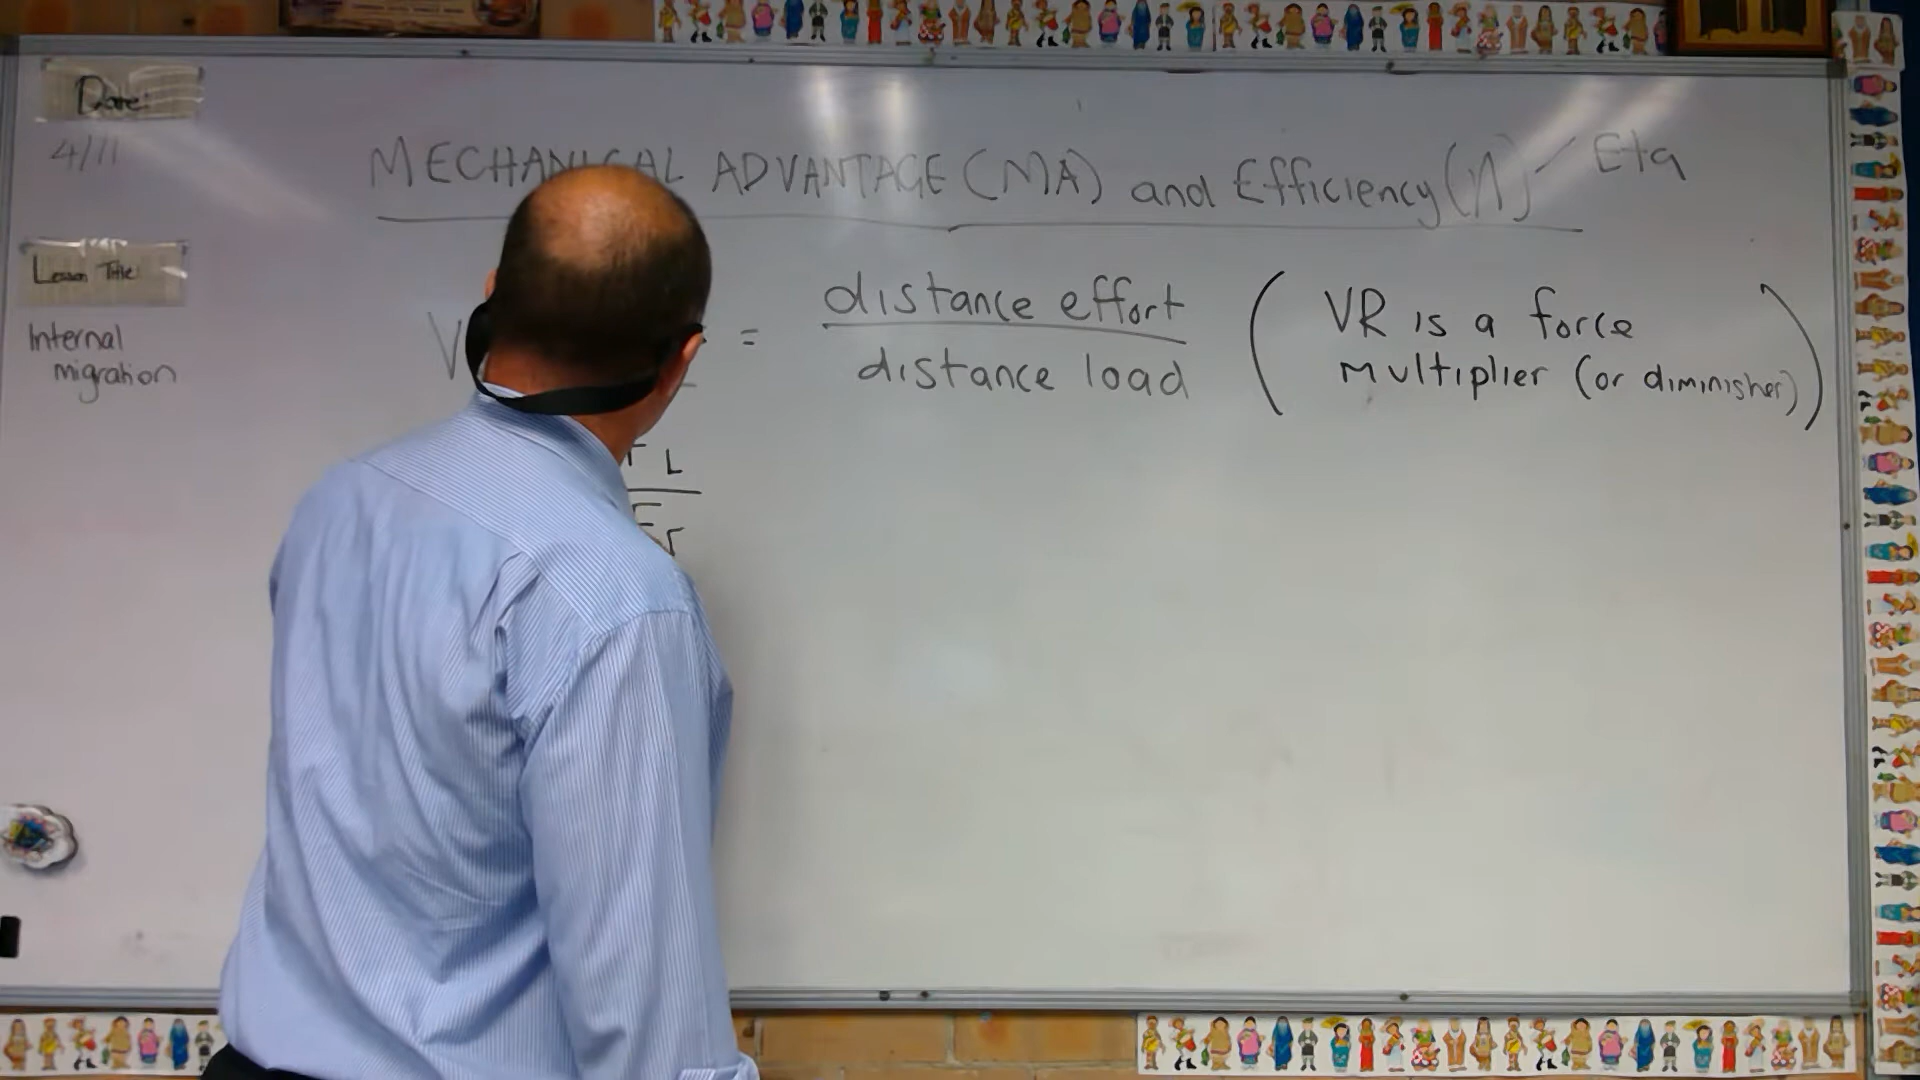 Date:
4/11
MECHANICAL ADVANTAGE (MA) and Efficiency (η) - Eta
Lesson Title:
Internal
migration
V = distance effort
distance load
( VR is a force
multiplier (or diminisher) )
F L
F E